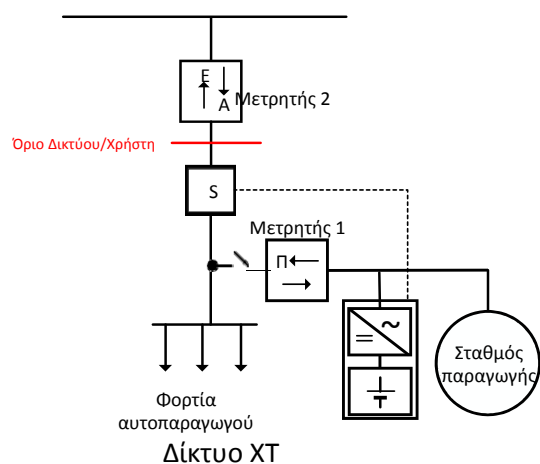 E
A
Μετρητής 2
Όριο Δικτύου/Χρήστη
S
Μετρητής 1
Π
Σταθμός
παραγωγής
Φορτία
αυτοπαραγωγού
Δίκτυο ΧΤ